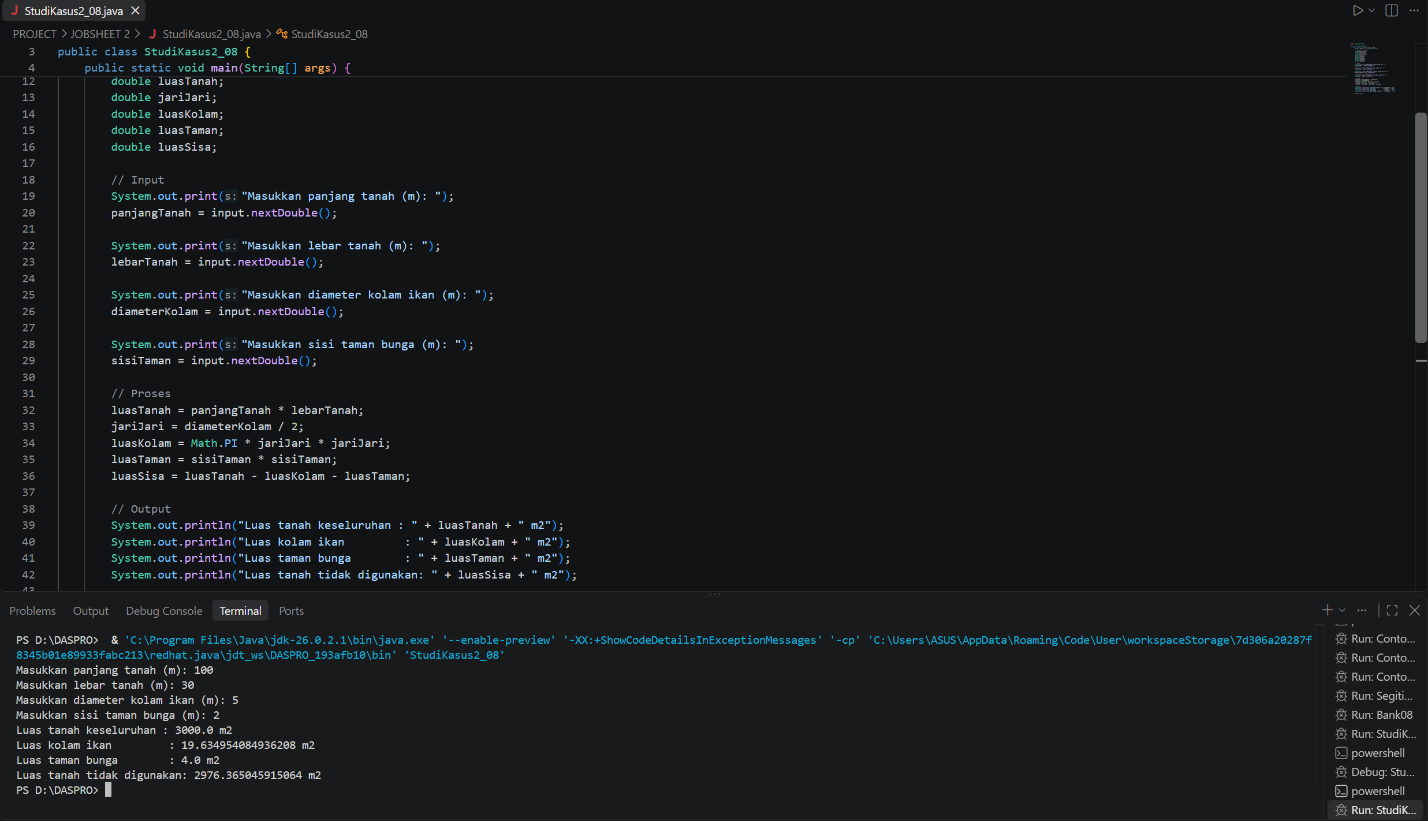 StudiKasus2_08.java
PROJECT > JOBSHEET 2 > StudiKasus2_08.java > StudiKasus2_08
3 public class StudiKasus2_08 {
4 public static void main(String[] args) {
12 double luasTanah;
13 double jariJari;
14 double luasKolam;
15 double luasTaman;
16 double luasSisa;
17
18 // Input
19 System.out.print(s: "Masukkan panjang tanah (m): ");
20 panjangTanah = input.nextDouble();
21
22 System.out.print(s: "Masukkan lebar tanah (m): ");
23 lebarTanah = input.nextDouble();
24
25 System.out.print(s: "Masukkan diameter kolam ikan (m): ");
26 diameterKolam = input.nextDouble();
27
28 System.out.print(s: "Masukkan sisi taman bunga (m): ");
29 sisiTaman = input.nextDouble();
30
31 // Proses
32 luasTanah = panjangTanah * lebarTanah;
33 jariJari = diameterKolam / 2;
34 luasKolam = Math.PI * jariJari * jariJari;
35 luasTaman = sisiTaman * sisiTaman;
36 luasSisa = luasTanah - luasKolam - luasTaman;
37
38 // Output
39 System.out.println("Luas tanah keseluruhan : " + luasTanah + " m2");
40 System.out.println("Luas kolam ikan         : " + luasKolam + " m2");
41 System.out.println("Luas taman bunga        : " + luasTaman + " m2");
42 System.out.println("Luas tanah tidak digunakan: " + luasSisa + " m2");
Problems Output Debug Console Terminal Ports
PS D:\DASPRO>  & 'C:\Program Files\Java\jdk-26.0.2.1\bin\java.exe' '--enable-preview' '-XX:+ShowCodeDetailsInExceptionMessages' '-cp' 'C:\Users\ASUS\AppData\Roaming\Code\User\workspaceStorage\7d306a20287f
8345b01e89933fabc213\redhat.java\jdt_ws\DASPRO_193afb10\bin' 'StudiKasus2_08'
Masukkan panjang tanah (m): 100
Masukkan lebar tanah (m): 30
Masukkan diameter kolam ikan (m): 5
Masukkan sisi taman bunga (m): 2
Luas tanah keseluruhan : 3000.0 m2
Luas kolam ikan         : 19.634954084936208 m2
Luas taman bunga        : 4.0 m2
Luas tanah tidak digunakan: 2976.365045915064 m2
PS D:\DASPRO>
Run: Conto...
Run: Conto...
Run: Conto...
Run: Segiti...
Run: Bank08
Run: StudiK...
powershell
Debug: Stu...
powershell
Run: StudiK...